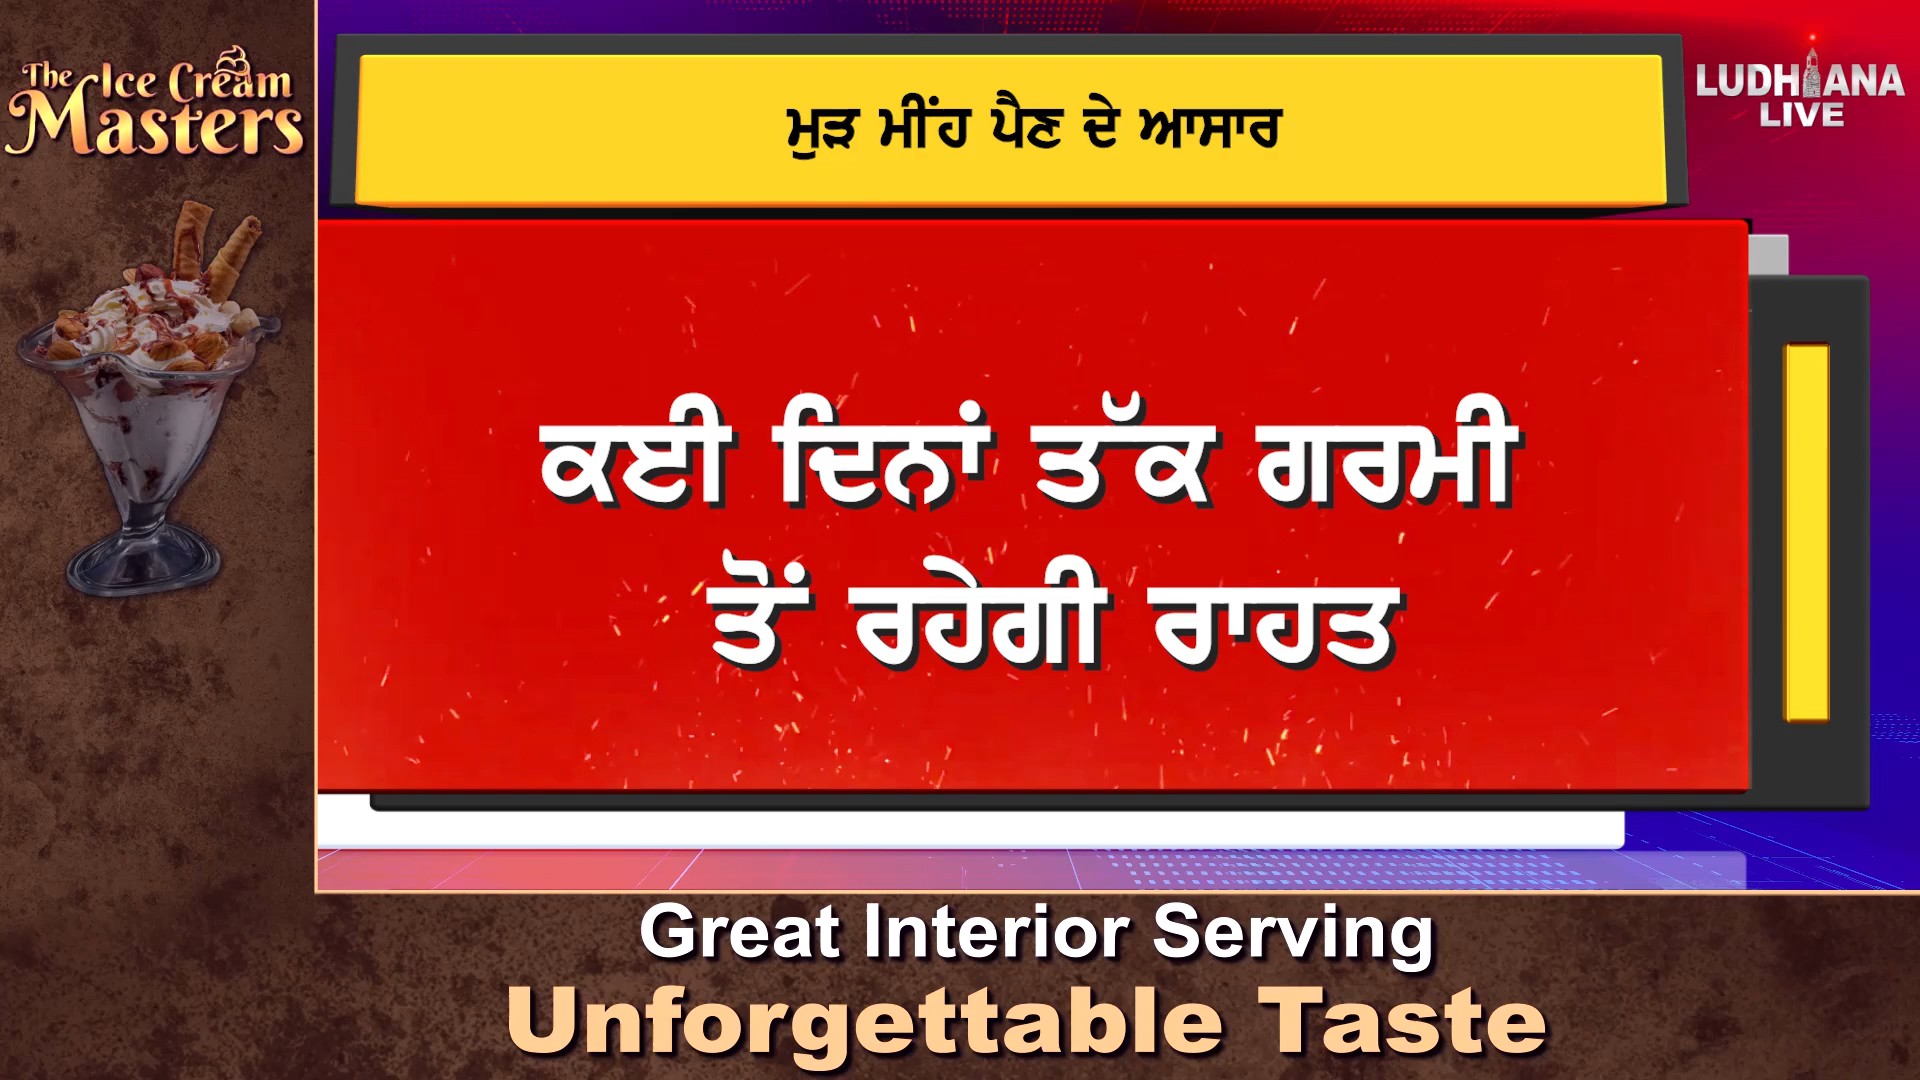 The Ice Cream
Masters
ਮੁੜ ਮੀਂਹ ਪੈਣ ਦੇ ਆਸਾਰ
LUDHIANA
LIVE
ਕਈ ਦਿਨਾਂ ਤੱਕ ਗਰਮੀ
ਤੋਂ ਰਹੇਗੀ ਰਾਹਤ
Great Interior Serving
Unforgettable Taste